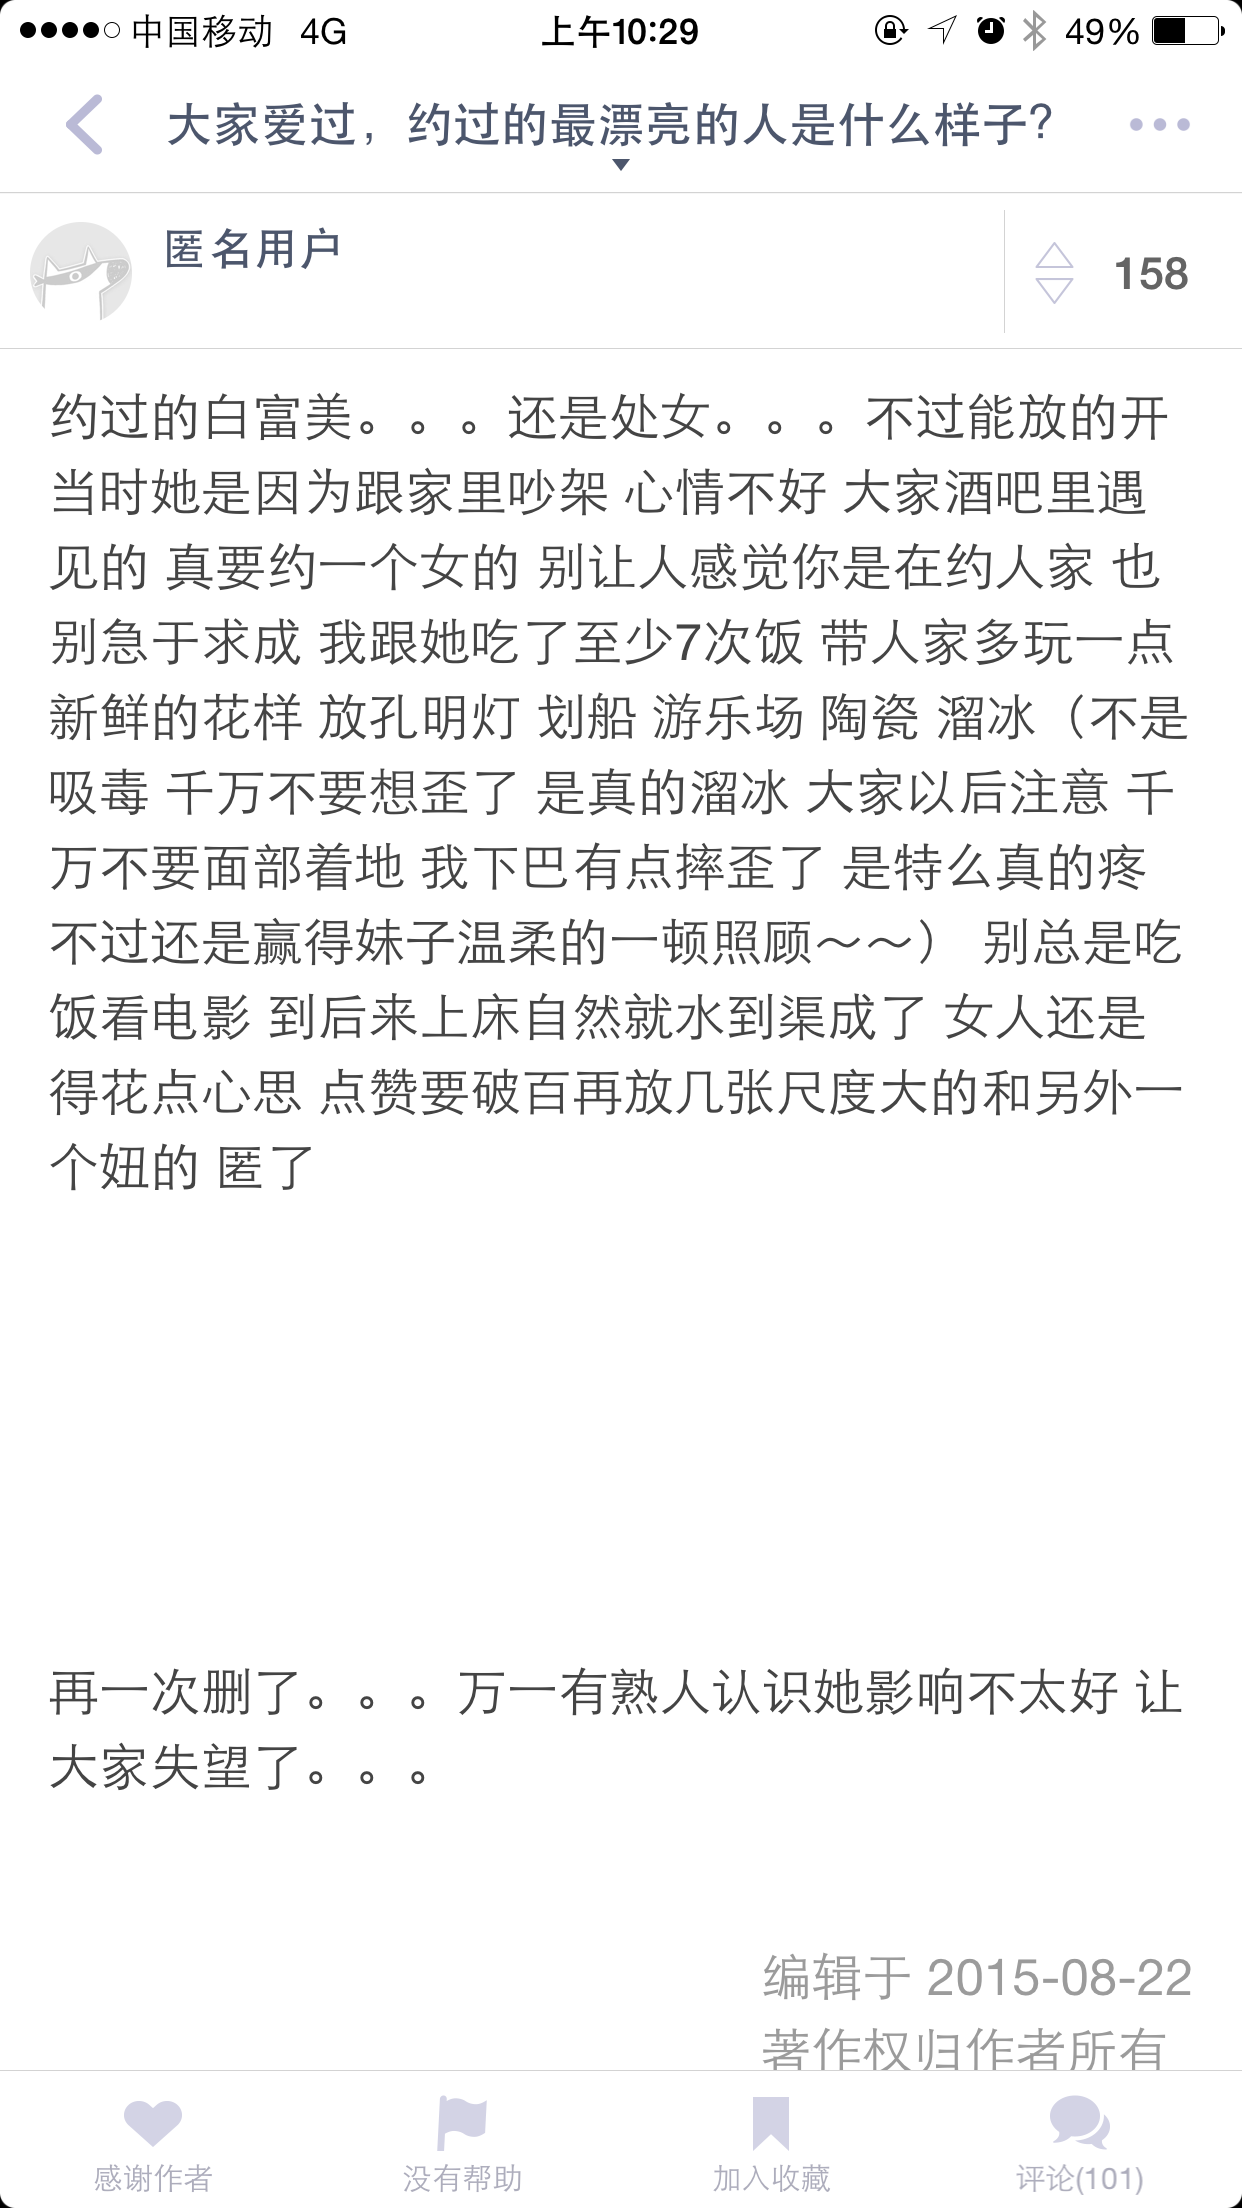 中国移动 4G 上午10:29 49%
大家爱过，约过的最漂亮的人是什么样子？
匿名用户
158
约过的白富美。。。还是处女。。。不过能放的开
当时她是因为跟家里吵架 心情不好 大家酒吧里遇
见的 真要约一个女的 别让人感觉你是在约人家 也
别急于求成 我跟她吃了至少7次饭 带人家多玩一点
新鲜的花样 放孔明灯 划船 游乐场 陶瓷 溜冰（不是
吸毒 千万不要想歪了 是真的溜冰 大家以后注意 千
万不要面部着地 我下巴有点摔歪了 是特么真的疼
不过还是赢得妹子温柔的一顿照顾～～） 别总是吃
饭看电影 到后来上床自然就水到渠成了 女人还是
得花点心思 点赞要破百再放几张尺度大的和另外一
个妞的 匿了
再一次删了。。。万一有熟人认识她影响不太好 让
大家失望了。。。
编辑于 2015-08-22
著作权归作者所有
感谢作者 没有帮助 加入收藏 评论(101)